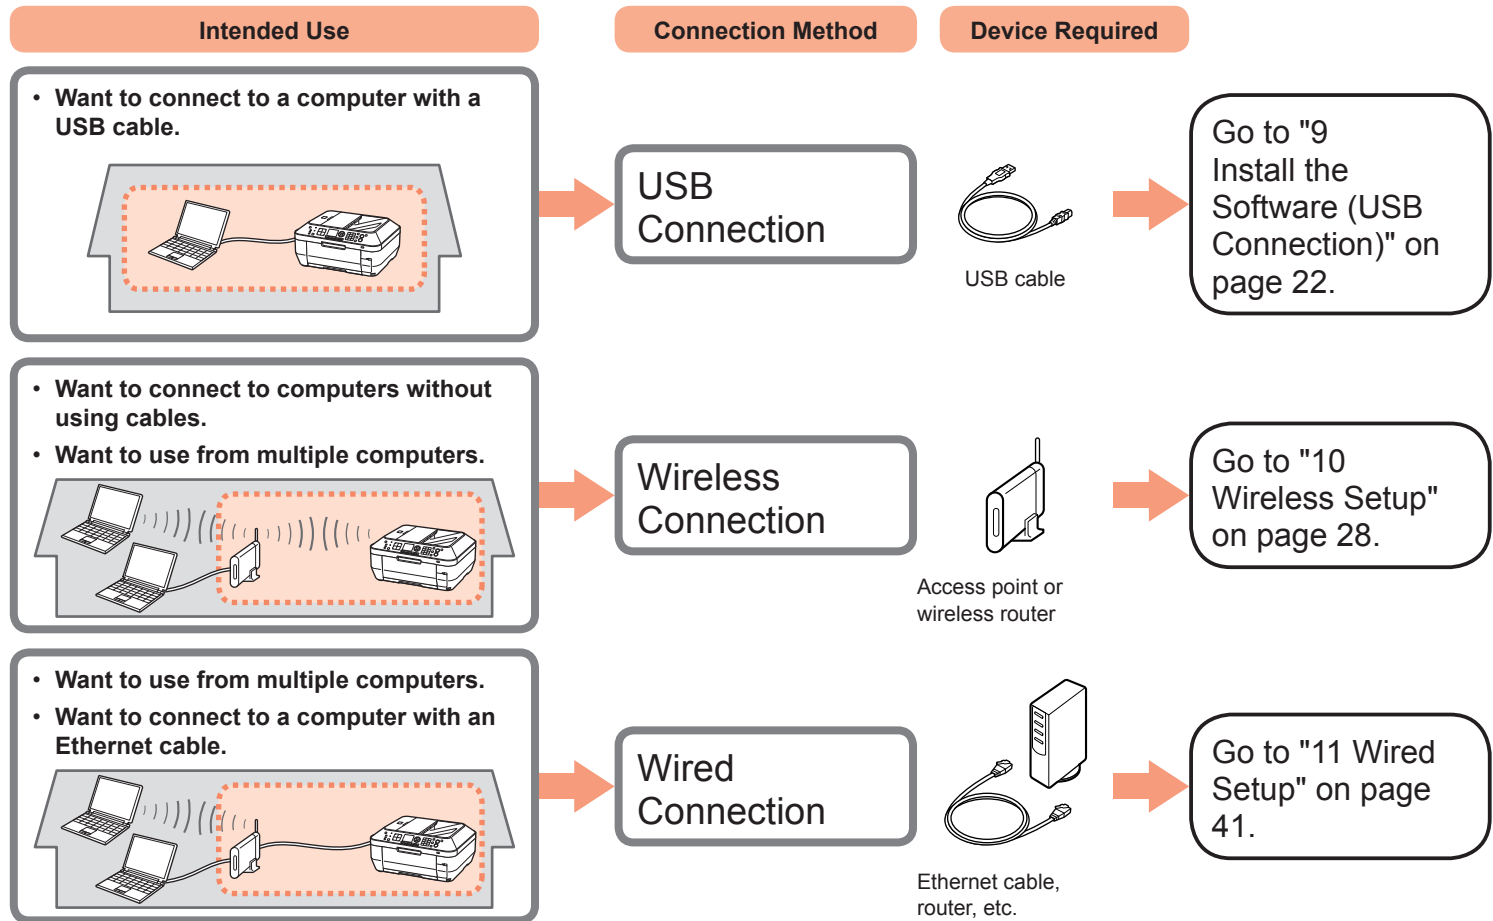 Intended Use
Connection Method
Device Required
• Want to connect to a computer with a
USB cable.
USB
Connection
USB cable
Go to "9
Install the
Software (USB
Connection)" on
page 22.
• Want to connect to computers without
using cables.
• Want to use from multiple computers.
Wireless
Connection
Access point or
wireless router
Go to "10
Wireless Setup"
on page 28.
• Want to use from multiple computers.
• Want to connect to a computer with an
Ethernet cable.
Wired
Connection
Ethernet cable,
router, etc.
Go to "11 Wired
Setup" on page
41.